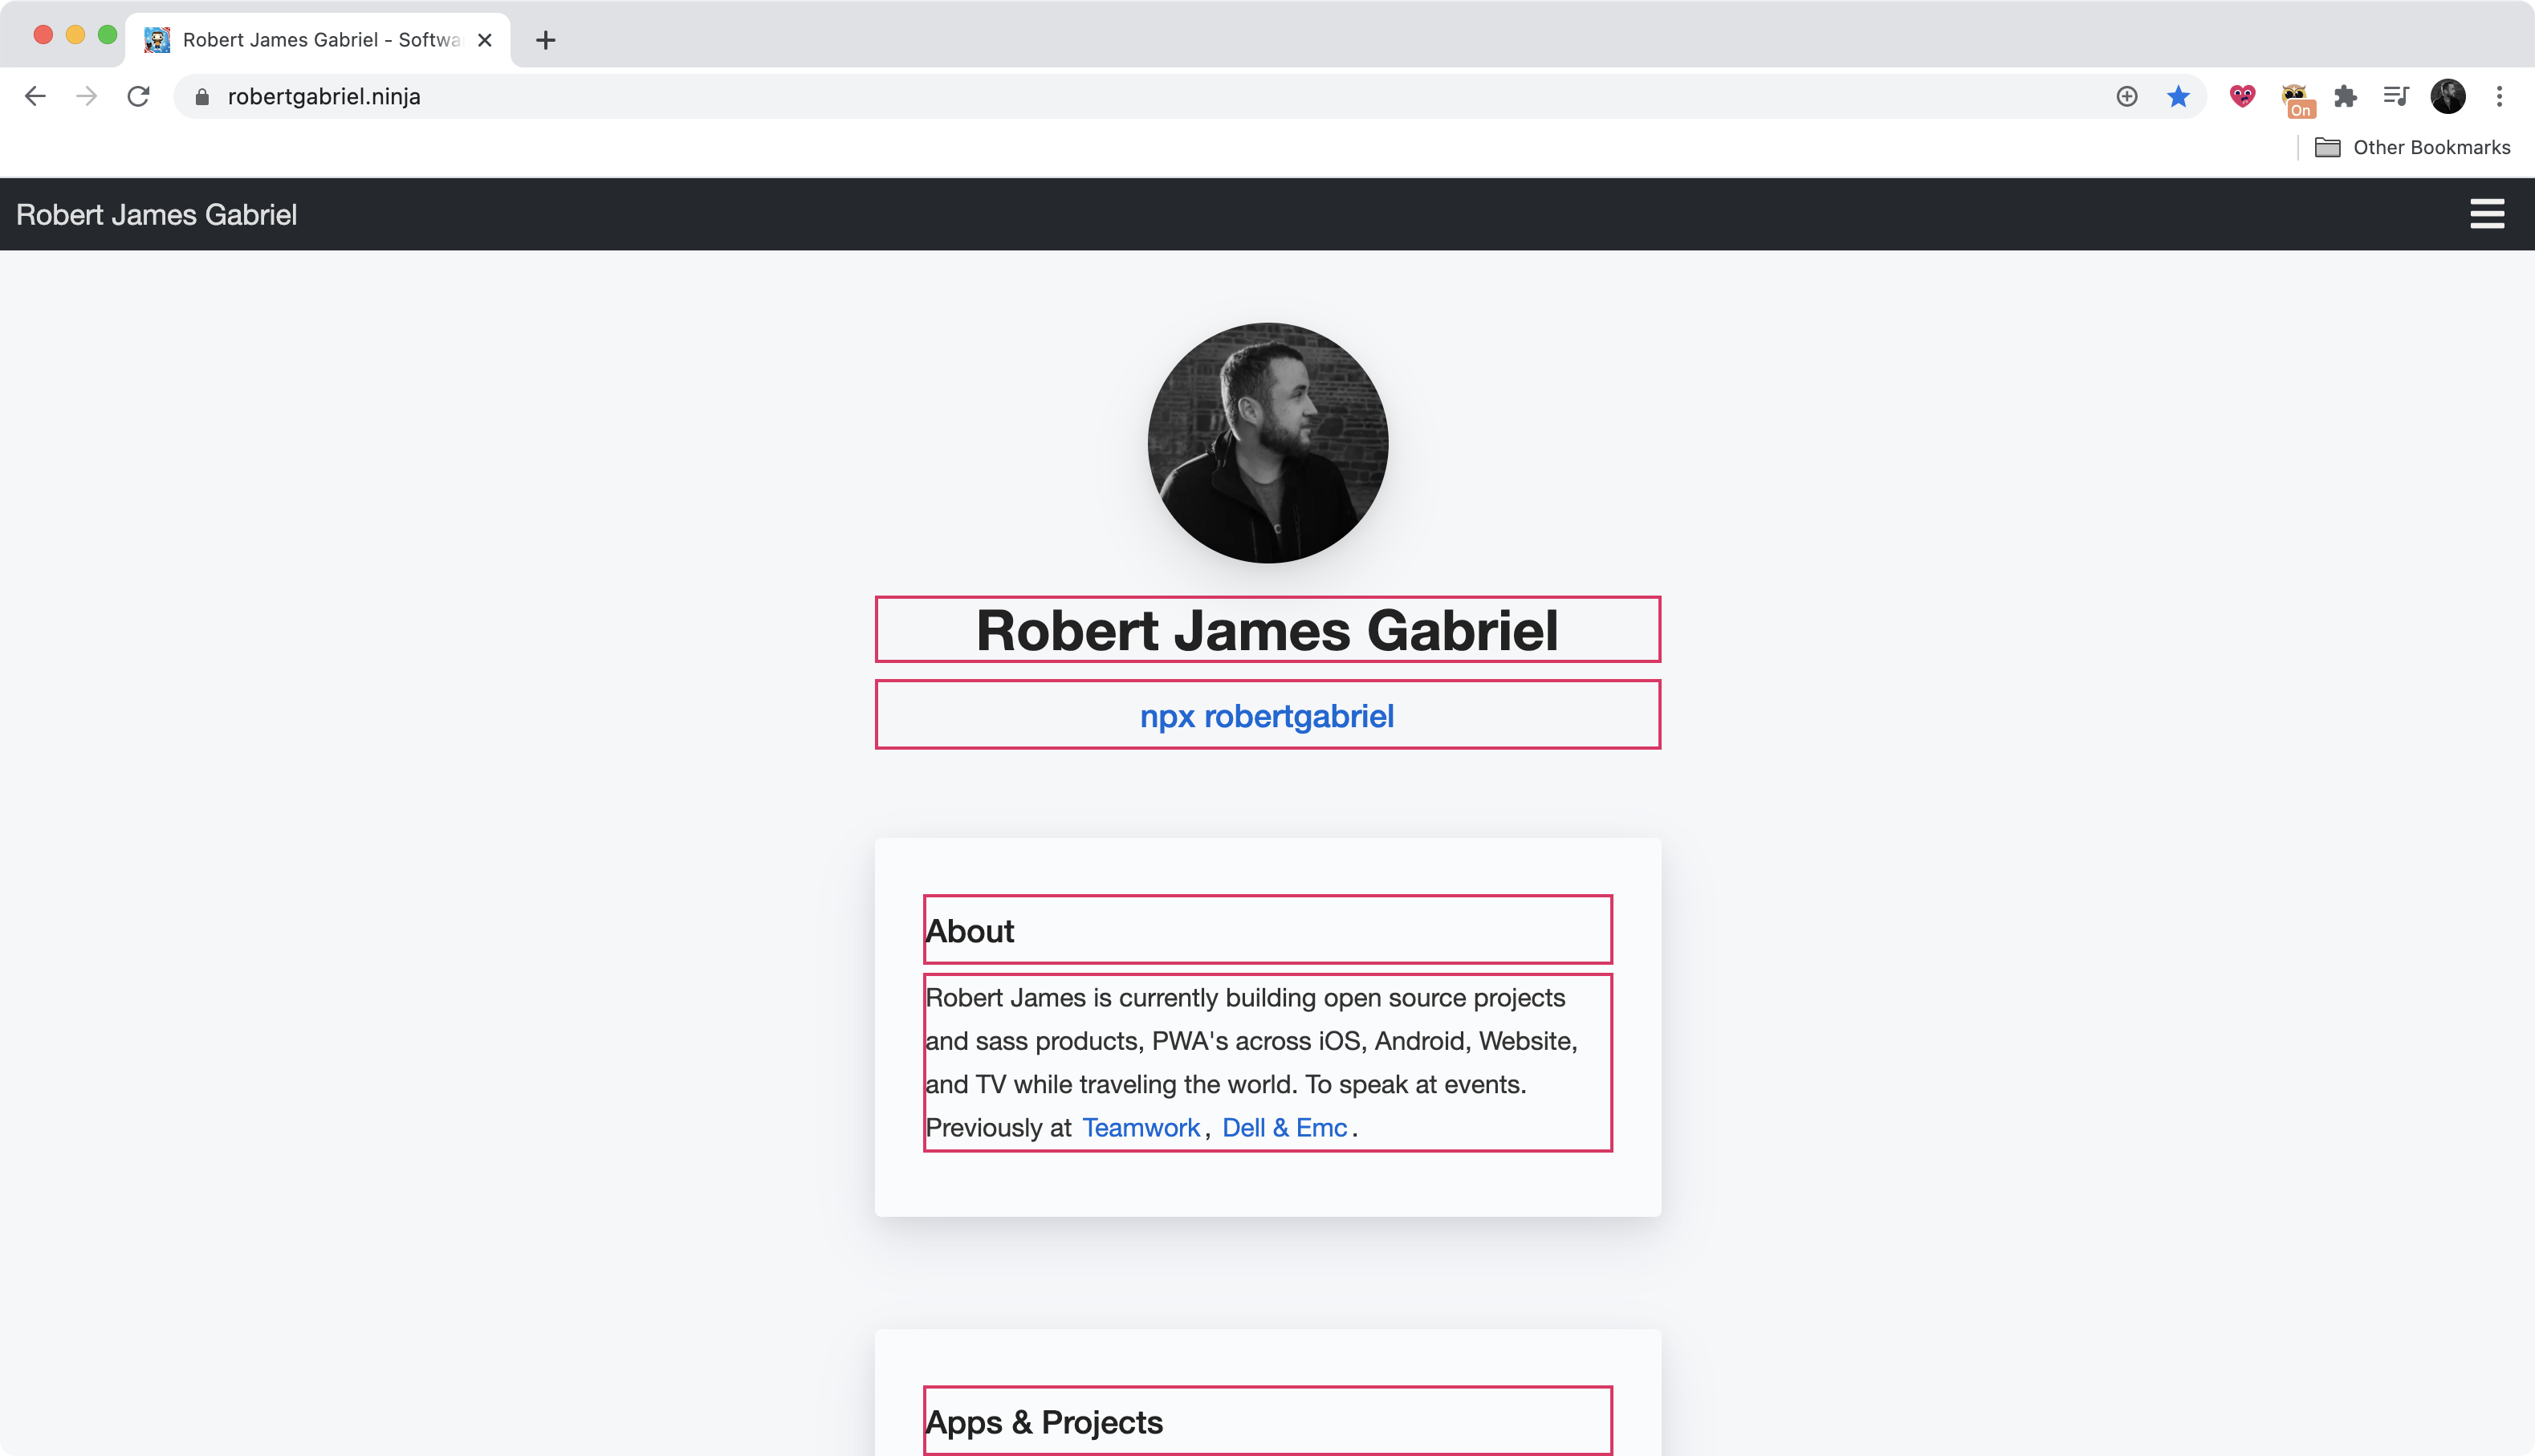 Robert James Gabriel - Softwa
robertgabriel.ninja
On
Other Bookmarks
Robert James Gabriel
Robert James Gabriel
npx robertgabriel
About
Robert James is currently building open source projects
and sass products, PWA's across iOS, Android, Website,
and TV while traveling the world. To speak at events.
Previously at Teamwork, Dell & Emc.
Apps & Projects